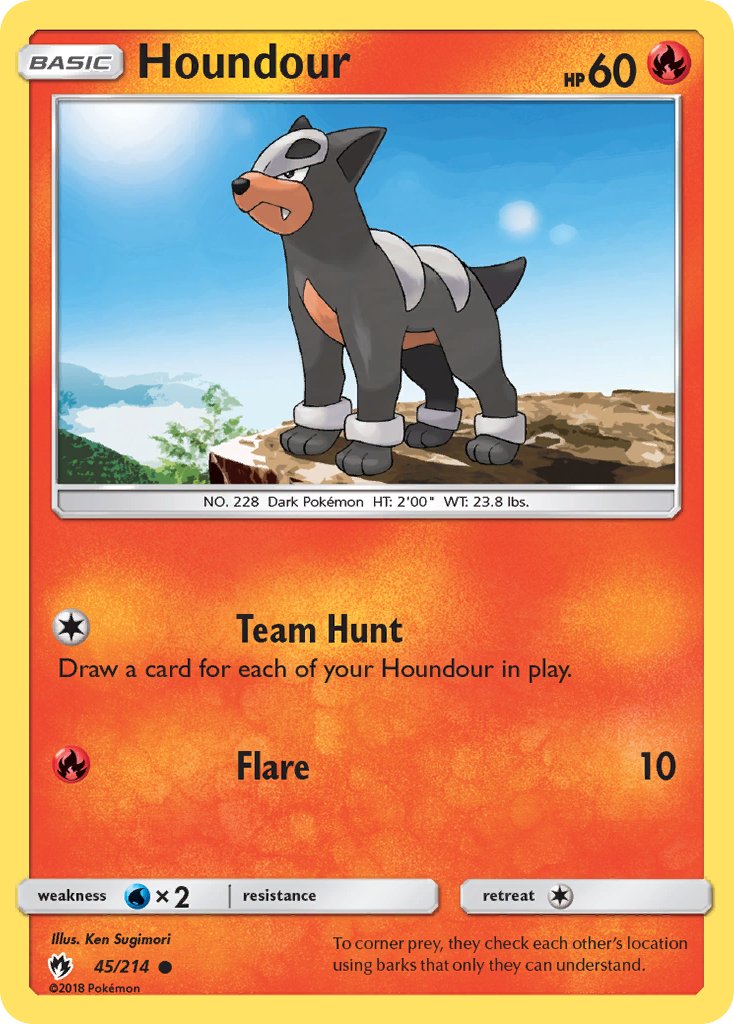 BASIC Houndour HP 60
NO. 228 Dark Pokémon HT: 2'00" WT: 23.8 lbs.
Team Hunt
Draw a card for each of your Houndour in play.
Flare 10
weakness × 2 resistance retreat
Illus. Ken Sugimori
45/214
©2018 Pokémon
To corner prey, they check each other's location
using barks that only they can understand.